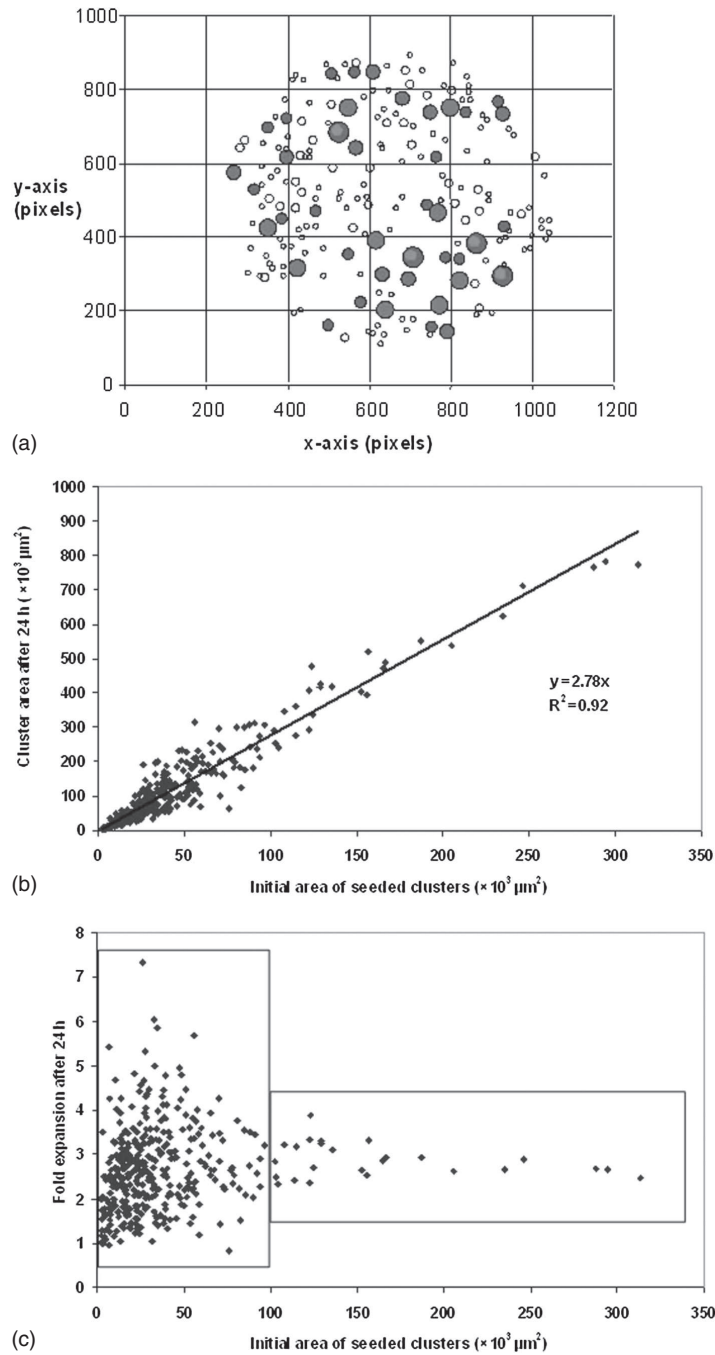 1000
800
600
400
200
0
y-axis
(pixels)
0 200 400 600 800 1000 1200
x-axis (pixels)
(a)
1000
900
800
700
600
500
400
300
200
100
0
Cluster area after 24 h (×10³ µm²)
y=2.78x
R²=0.92
0 50 100 150 200 250 300 350
Initial area of seeded clusters (×10³ µm²)
(b)
8
7
6
5
4
3
2
1
0
Fold expansion after 24 h
0 50 100 150 200 250 300 350
Initial area of seeded clusters (×10³ µm²)
(c)